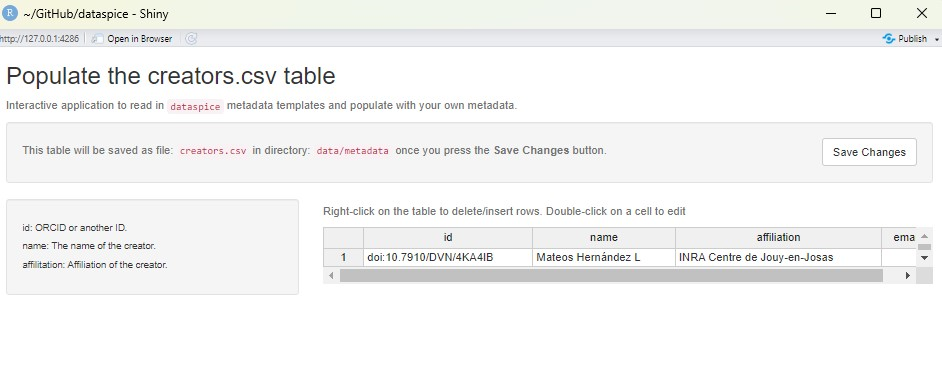 ~/GitHub/dataspice - Shiny
http://127.0.0.1:4286 Open in Browser Publish
Populate the creators.csv table
Interactive application to read in dataspice metadata templates and populate with your own metadata.
This table will be saved as file: creators.csv in directory: data/metadata once you press the Save Changes button.
Save Changes
id: ORCID or another ID.
name: The name of the creator.
affilitation: Affiliation of the creator.
Right-click on the table to delete/insert rows. Double-click on a cell to edit
id name affiliation ema
1 doi:10.7910/DVN/4KA4IB Mateos Hernández L INRA Centre de Jouy-en-Josas